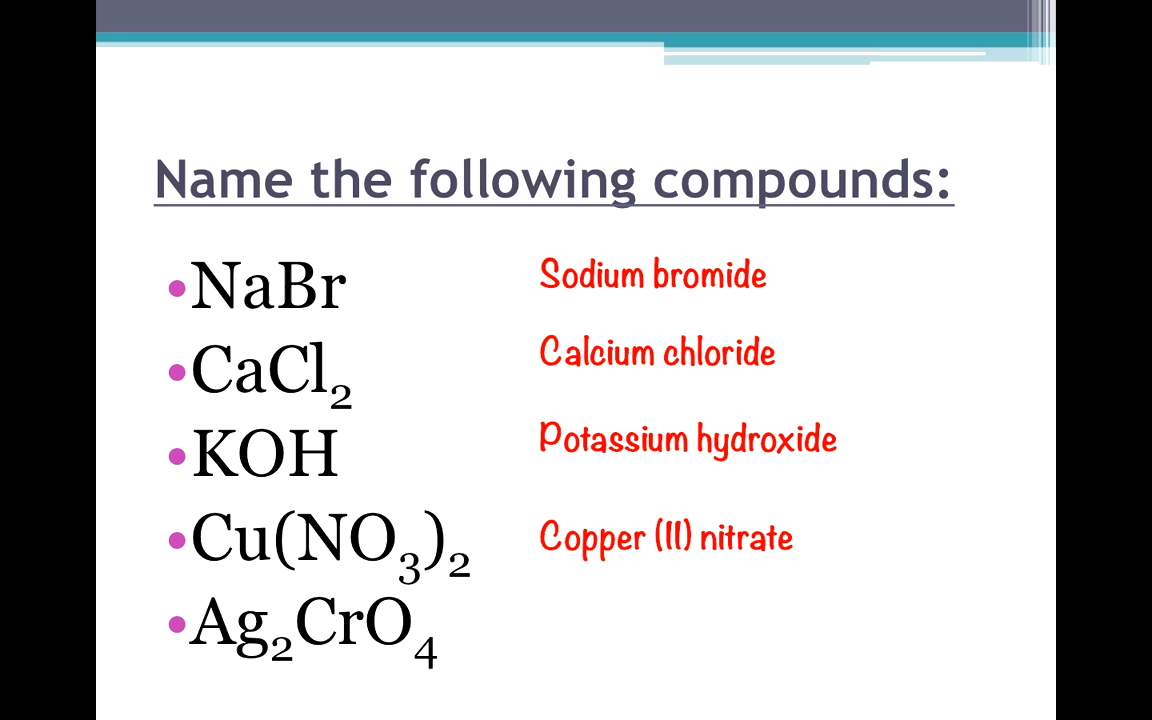 Name the following compounds:
•NaBr Sodium bromide
•CaCl₂ Calcium chloride
•KOH Potassium hydroxide
•Cu(NO₃)₂ Copper (II) nitrate
•Ag₂CrO₄